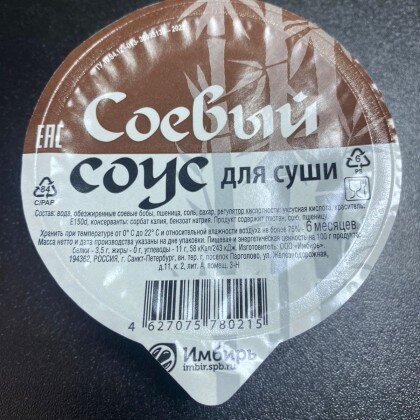 Соевый
соус для суши
EAC
84
C/PAP
6
PS
Состав: вода, обезжиренные соевые бобы, пшеница, соль, сахар, регулятор кислотности: уксусная кислота, краситель
E150d, консерванты: сорбат калия, бензоат натрия. Продукт содержит глютен, сою, пшеницу.
Хранить при температуре от 0° С до 22° С и относительной влажности воздуха не более 75% - 6 месяцев
Масса нетто и дата производства указаны на дне упаковки. Пищевая и энергетическая ценность на 100 г продукта:
белки - 3,5 г, жиры - 0 г, углеводы - 11 г, 58 кКал/243 кДж. Изготовитель: ООО «Имбирь»,
194362, РОССИЯ, г. Санкт-Петербург, вн. тер. г. поселок Парголово, ул. Железнодорожная,
д.11, к. 2, лит. А, помещ. 3-Н
4 627075 780215
Имбирь
imbir.spb.ru